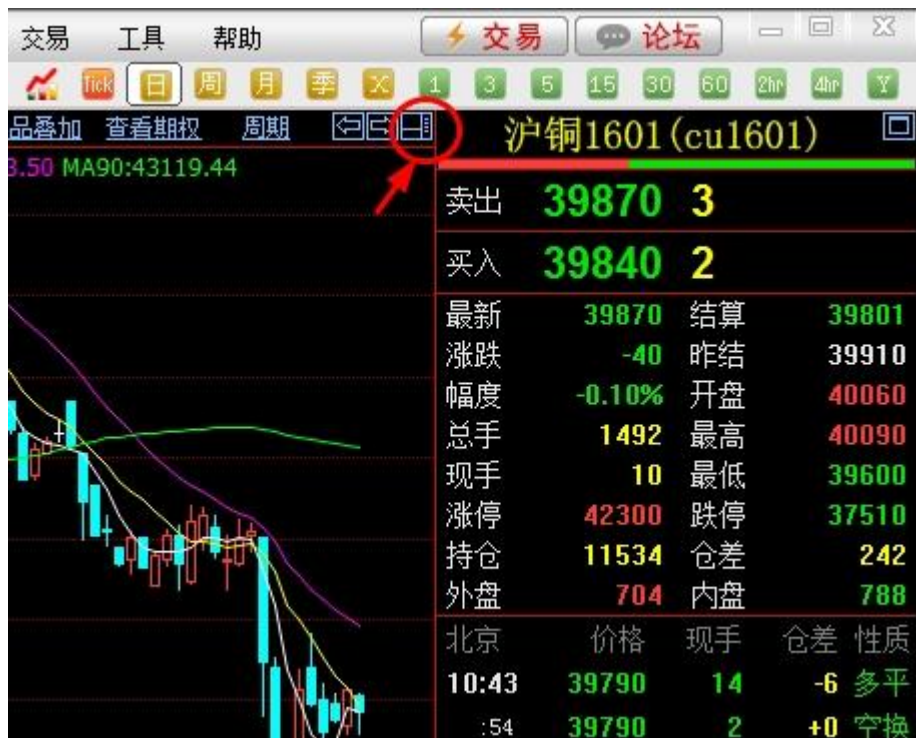 交易 工具 帮助 交易 论坛
Tick 日 周 月 季 X 1 3 5 15 30 60 2hr 4hr Y
品叠加 查看期权 周期
沪铜1601(cu1601)
3.50 MA90:43119.44
卖出 39870 3
买入 39840 2
最新 39870 结算 39801
涨跌 -40 昨结 39910
幅度 -0.10% 开盘 40060
总手 1492 最高 40090
现手 10 最低 39600
涨停 42300 跌停 37510
持仓 11534 仓差 242
外盘 704 内盘 788
北京 价格 现手 仓差 性质
10:43 39790 14 -6 多平
:54 39790 2 +0 空换